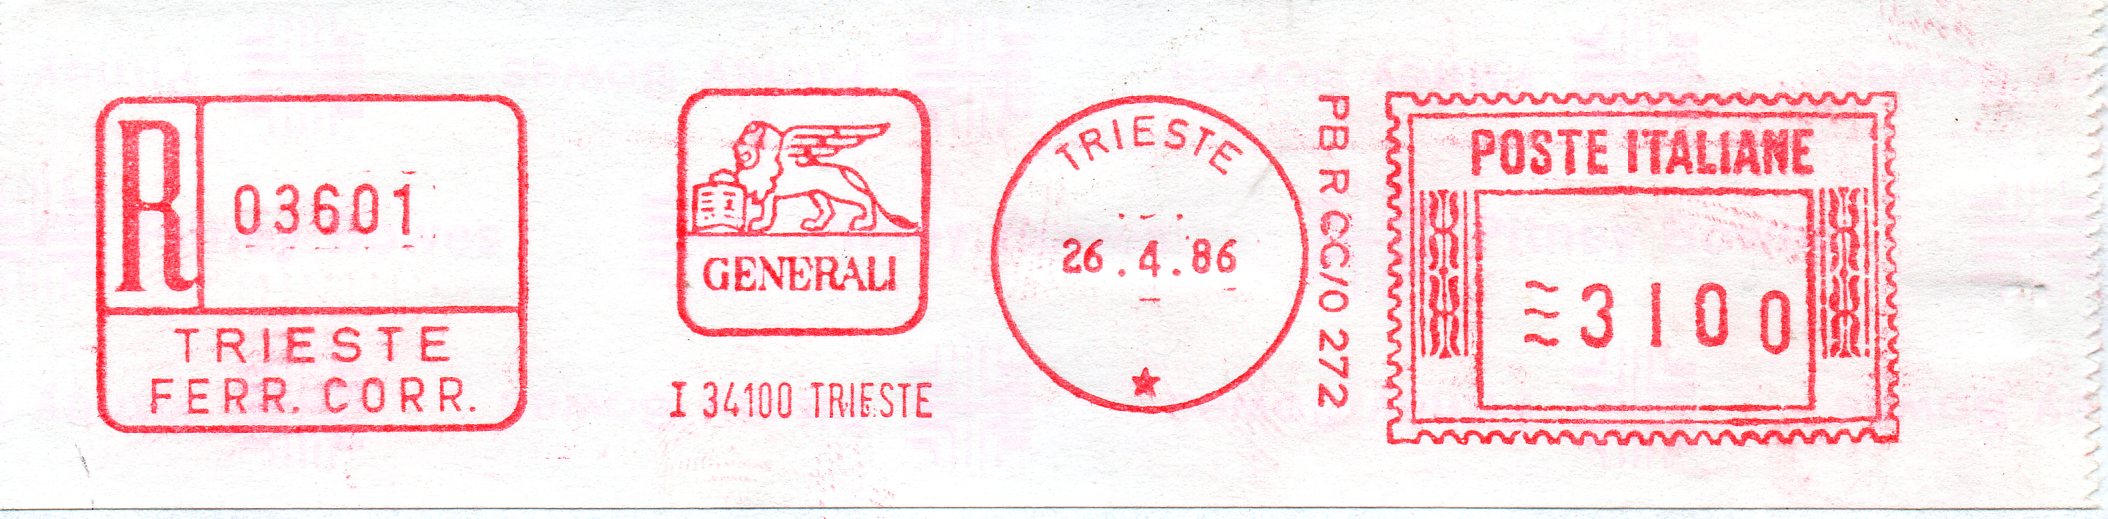 R
03601
TRIESTE
FERR. CORR.
GENERALI
I 34100 TRIESTE
TRIESTE
26.4.86
PB R CC/0 272
POSTE ITALIANE
3100